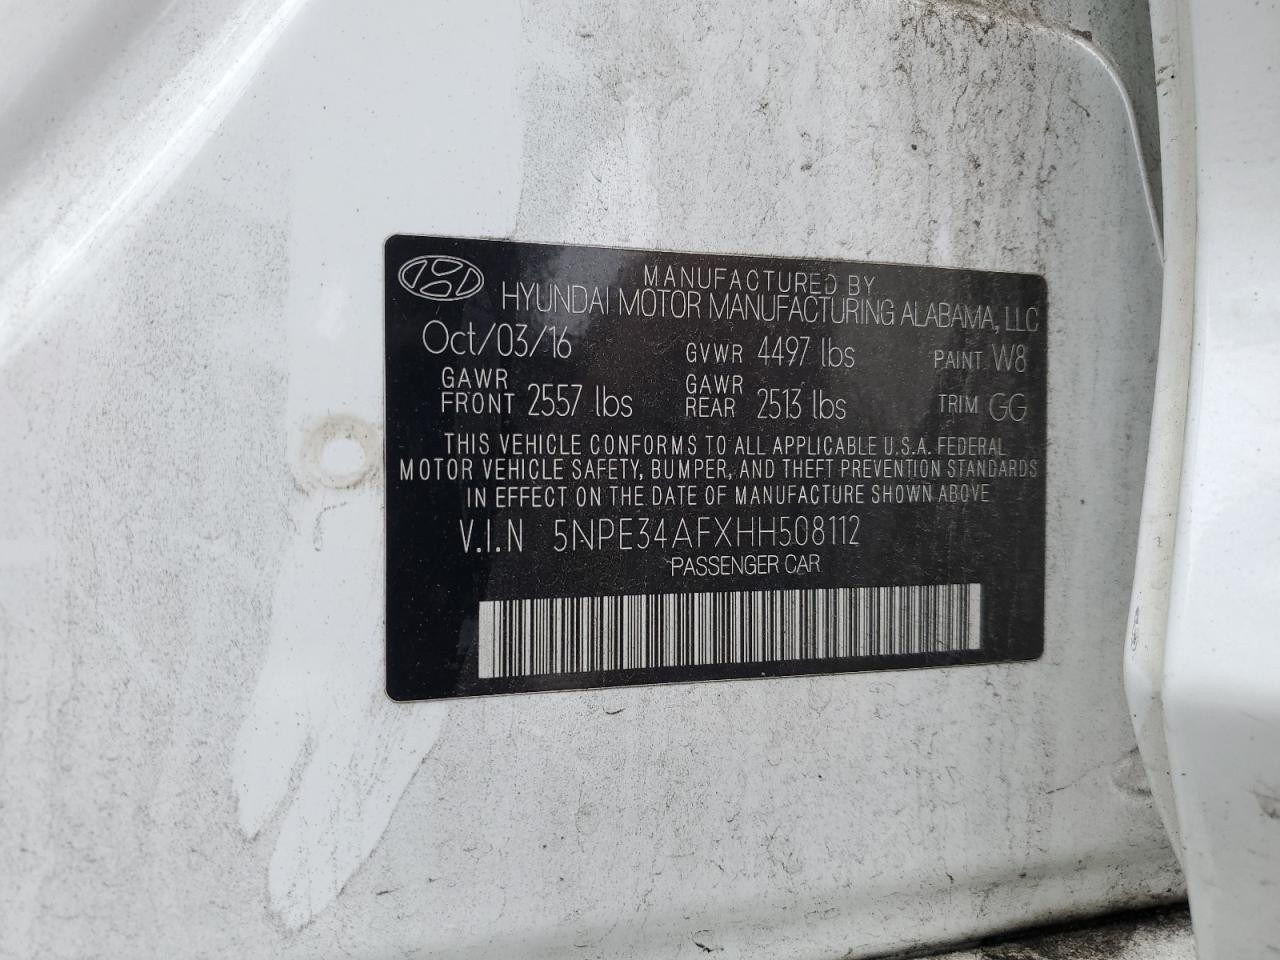 MANUFACTURED BY
HYUNDAI MOTOR MANUFACTURING ALABAMA, LLC
Oct/03/16 GVWR 4497 lbs PAINT W8
GAWR FRONT 2557 lbs GAWR REAR 2513 lbs TRIM GG
THIS VEHICLE CONFORMS TO ALL APPLICABLE U.S.A. FEDERAL
MOTOR VEHICLE SAFETY, BUMPER, AND THEFT PREVENTION STANDARDS
IN EFFECT ON THE DATE OF MANUFACTURE SHOWN ABOVE
V.I.N 5NPE34AFXHH508112
PASSENGER CAR